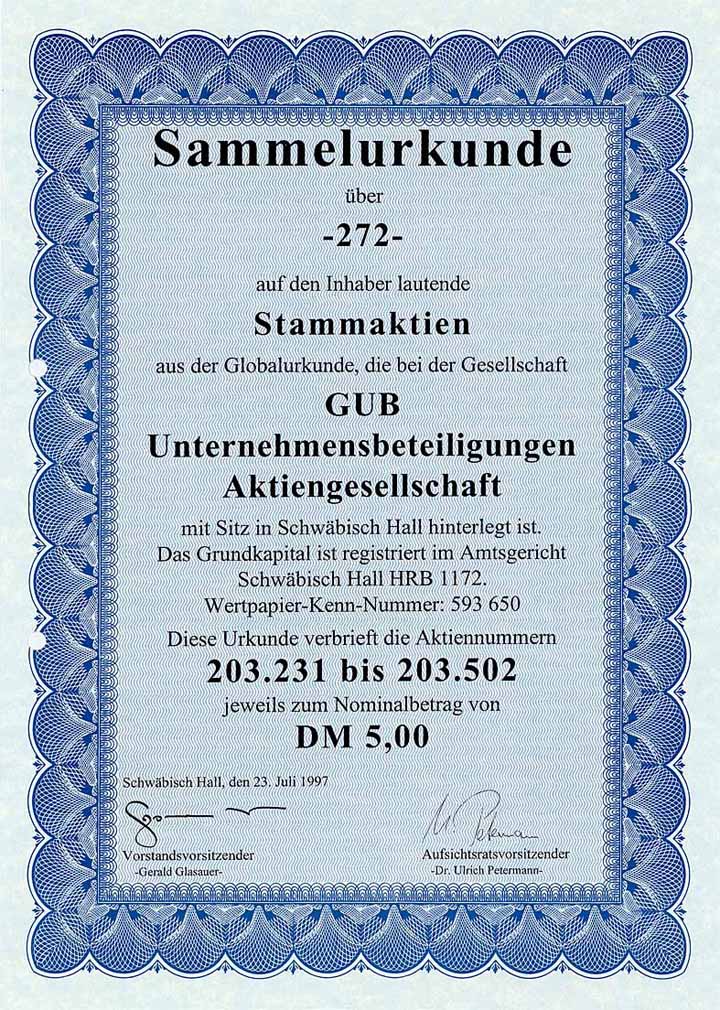 Sammelurkunde
über
-272-
auf den Inhaber lautende
Stammaktien
aus der Globalurkunde, die bei der Gesellschaft
GUB
Unternehmensbeteiligungen
Aktiengesellschaft
mit Sitz in Schwäbisch Hall hinterlegt ist.
Das Grundkapital ist registriert im Amtsgericht
Schwäbisch Hall HRB 1172.
Wertpapier-Kenn-Nummer: 593 650
Diese Urkunde verbrieft die Aktiennummern
203.231 bis 203.502
jeweils zum Nominalbetrag von
DM 5,00
Schwäbisch Hall, den 23. Juli 1997
Vorstandsvorsitzender
-Gerald Glasauer-
Aufsichtsratsvorsitzender
-Dr. Ulrich Petermann-